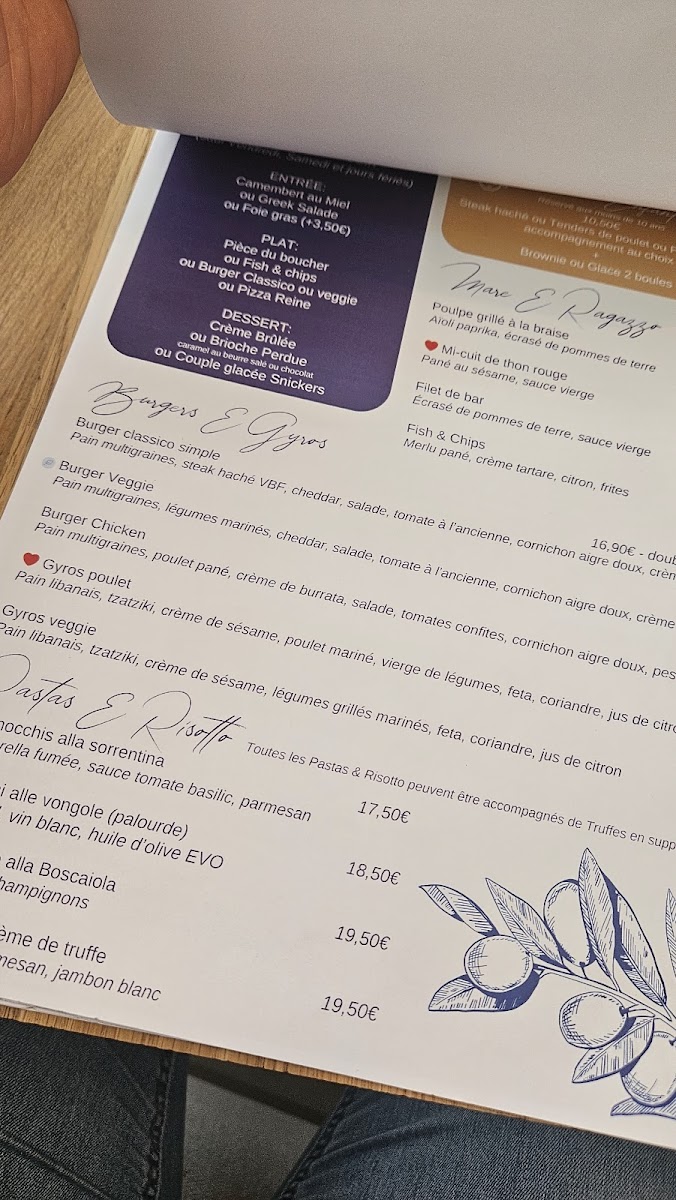 Vendredi, Samedi et jours fériés)
ENTRÉE:
Camembert au Miel
ou Greek Salade
ou Foie gras (+3,50€)
PLAT:
Pièce du boucher
ou Fish & chips
ou Burger Classico ou veggie
ou Pizza Reine
DESSERT:
Crème Brûlée
ou Brioche Perdue
caramel au beurre salé ou chocolat
ou Couple glacée Snickers
Réservé aux moins de 10 ans
10,50€
Steak haché ou Tenders de poulet ou
accompagnement au choix
+
Brownie ou Glace 2 boules
Mare & Ragazzo
Poulpe grillé à la braise
Aïoli paprika, écrasé de pommes de terre
Mi-cuit de thon rouge
Pané au sésame, sauce vierge
Filet de bar
Écrasé de pommes de terre, sauce vierge
Fish & Chips
Merlu pané, crème tartare, citron, frites
Burgers & Gyros
Burger classico simple
16,90€ - doub
Pain multigraines, steak haché VBF, cheddar, salade, tomate à l'ancienne, cornichon aigre doux, crèm
Burger Veggie
Pain multigraines, légumes marinés, cheddar, salade, tomate à l'ancienne, cornichon aigre doux, crème
Burger Chicken
Pain multigraines, poulet pané, crème de burrata, salade, tomates confites, cornichon aigre doux, pes
Gyros poulet
Pain libanais, tzatziki, crème de sésame, poulet mariné, vierge de légumes, feta, coriandre, jus de citro
Gyros veggie
Pain libanais, tzatziki, crème de sésame, légumes grillés marinés, feta, coriandre, jus de citron
Pastas & Risotto
Toutes les Pastas & Risotto peuvent être accompagnés de Truffes en supp
nocchis alla sorrentina
17,50€
rella fumée, sauce tomate basilic, parmesan
i alle vongole (palourde)
18,50€
, vin blanc, huile d'olive EVO
alla Boscaiola
19,50€
hampignons
ème de truffe
19,50€
mesan, jambon blanc